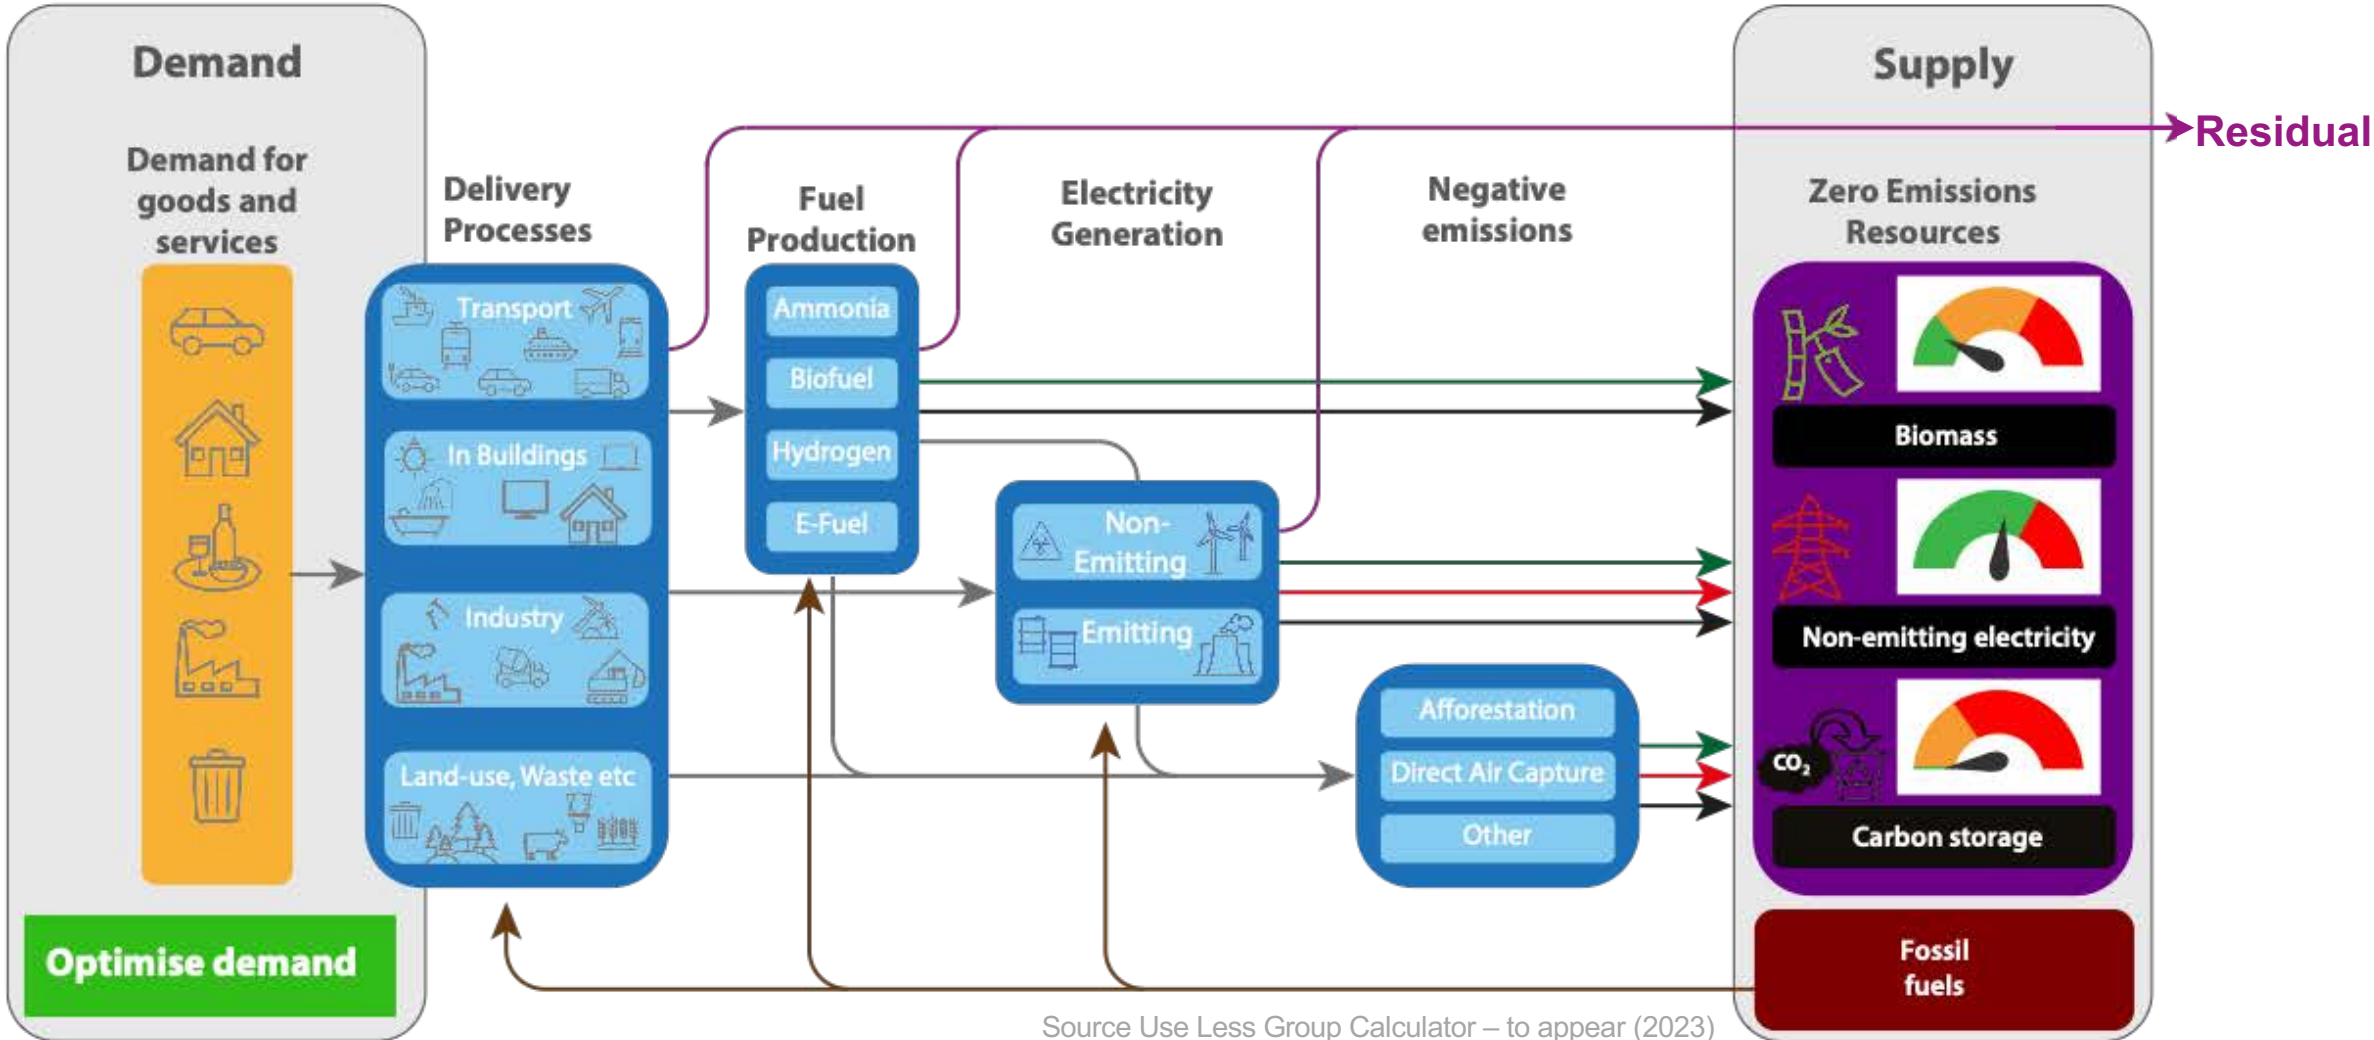 Demand
Demand for
goods and
services
Optimise demand
Delivery
Processes
Transport
In Buildings
Industry
Land-use, Waste etc
Fuel
Production
Ammonia
Biofuel
Hydrogen
E-Fuel
Electricity
Generation
Non-
Emitting
Emitting
Negative
emissions
Afforestation
Direct Air Capture
Other
Supply
Residual
Zero Emissions
Resources
Biomass
Non-emitting electricity
CO₂
Carbon storage
Fossil
fuels
Source Use Less Group Calculator – to appear (2023)